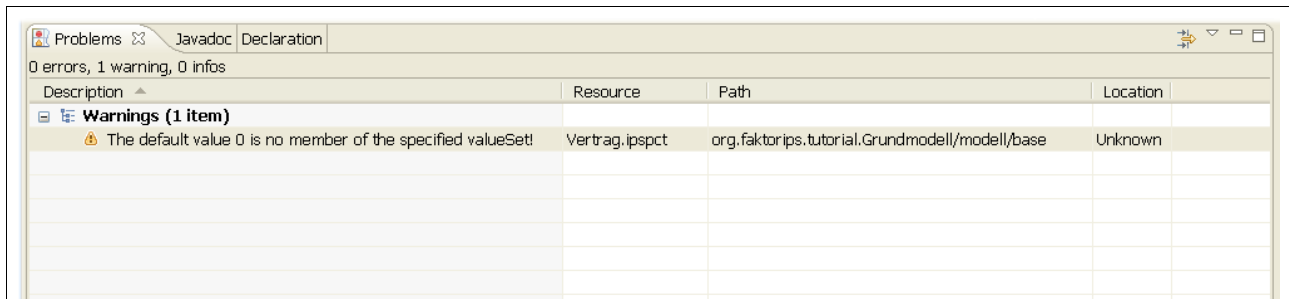 Problems Javadoc Declaration
0 errors, 1 warning, 0 infos
Description Resource Path Location
Warnings (1 item)
The default value 0 is no member of the specified valueSet! Vertrag.ipspct org.faktorips.tutorial.Grundmodell/modell/base Unknown